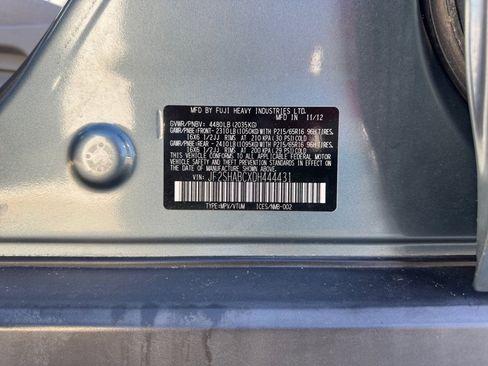 MFD BY FUJI HEAVY INDUSTRIES LTD.
MFD IN 11/12
GVWR/PNBV: 4480LB(2035KG)
GAWR/PNBE:FRONT-2310LB(1050KG)WITH P215/65R16 96H TIRES,
16X6 1/2JJ RIMS AT 210 KPA(30 PSI)COLD
GAWR/PNBE:REAR -2410LB(1095KG)WITH P215/65R16 96H TIRES,
16X6 1/2JJ RIMS AT 200 KPA(29 PSI)COLD
THIS VEHICLE CONFORMS TO ALL APPLICABLE
FEDERAL MOTOR VEHICLE SAFETY AND
THEFT PREVENTION STANDARDS IN EFFECT ON
THE DATE OF MANUFACTURE SHOWN ABOVE.
VIN: JF2SHABCXDH444431
TYPE:MPV/VTUM ICES/NMB-002